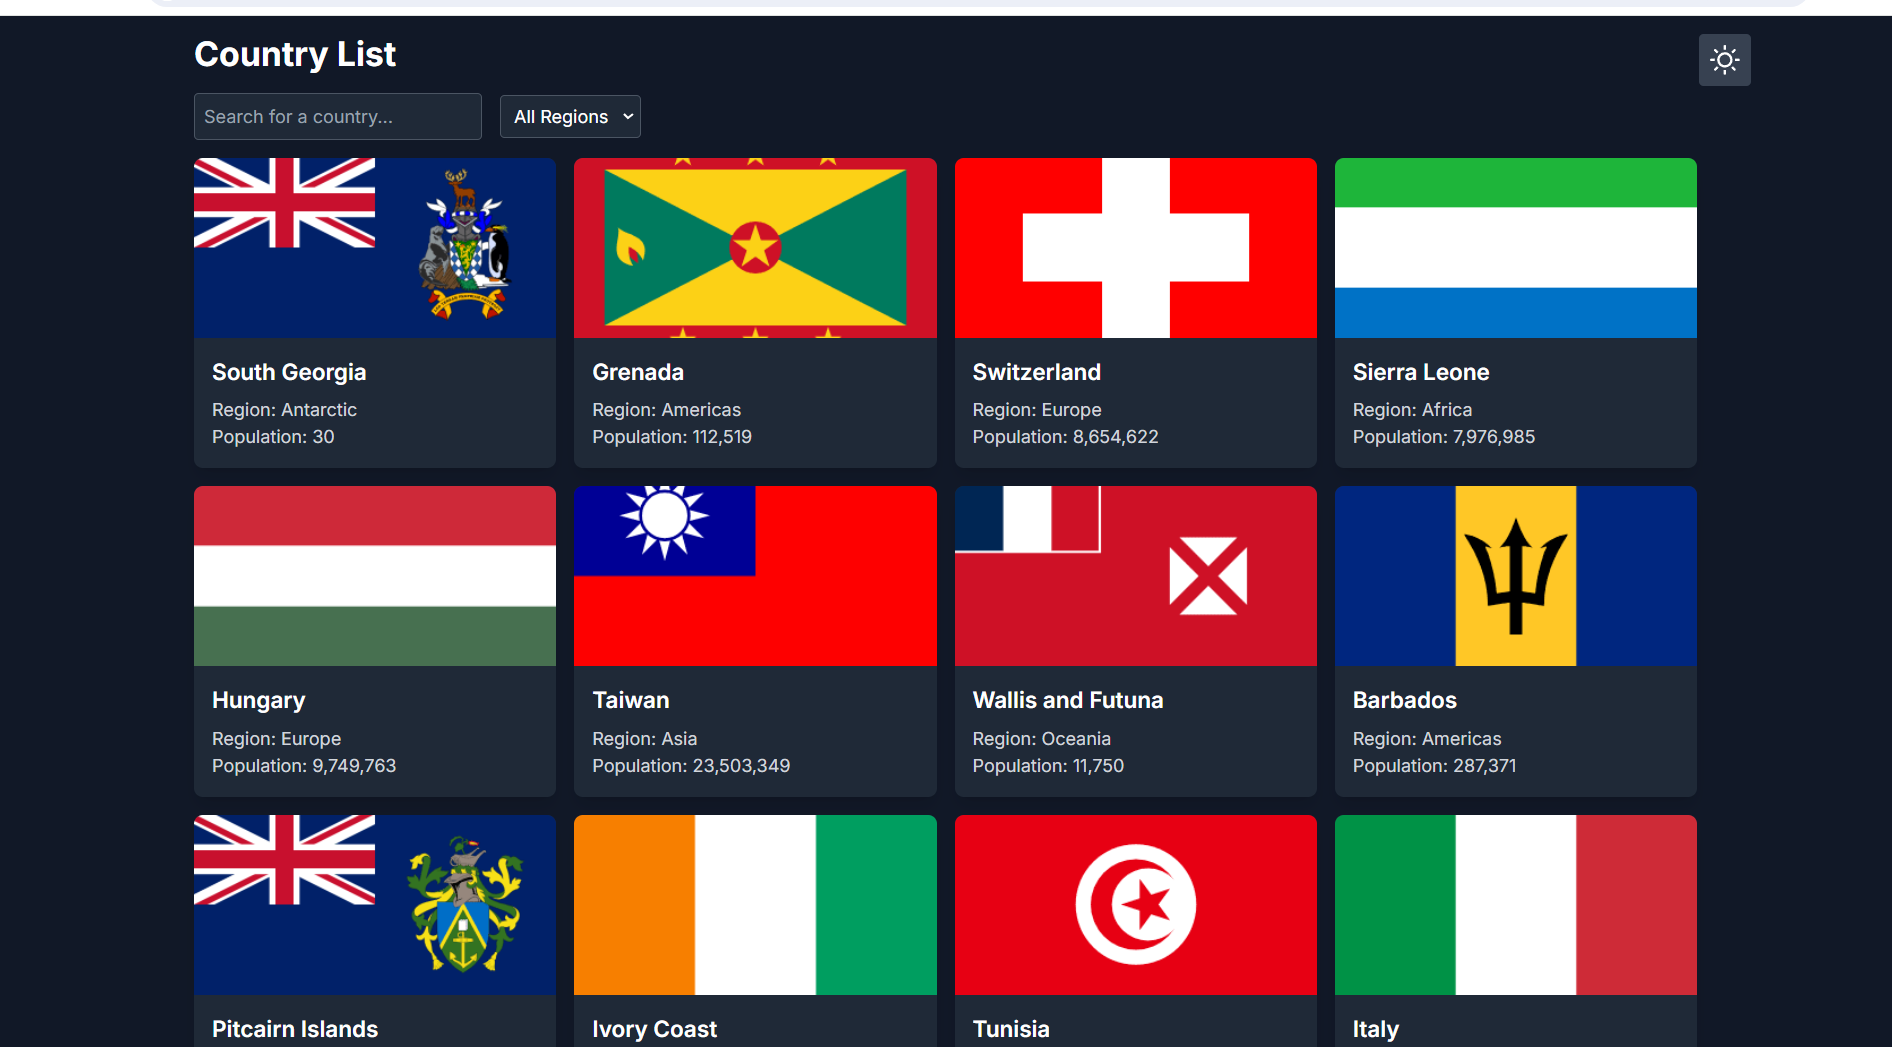 Country List
Search for a country...
All Regions
South Georgia
Region: Antarctic
Population: 30
Grenada
Region: Americas
Population: 112,519
Switzerland
Region: Europe
Population: 8,654,622
Sierra Leone
Region: Africa
Population: 7,976,985
Hungary
Region: Europe
Population: 9,749,763
Taiwan
Region: Asia
Population: 23,503,349
Wallis and Futuna
Region: Oceania
Population: 11,750
Barbados
Region: Americas
Population: 287,371
Pitcairn Islands
Ivory Coast
Tunisia
Italy